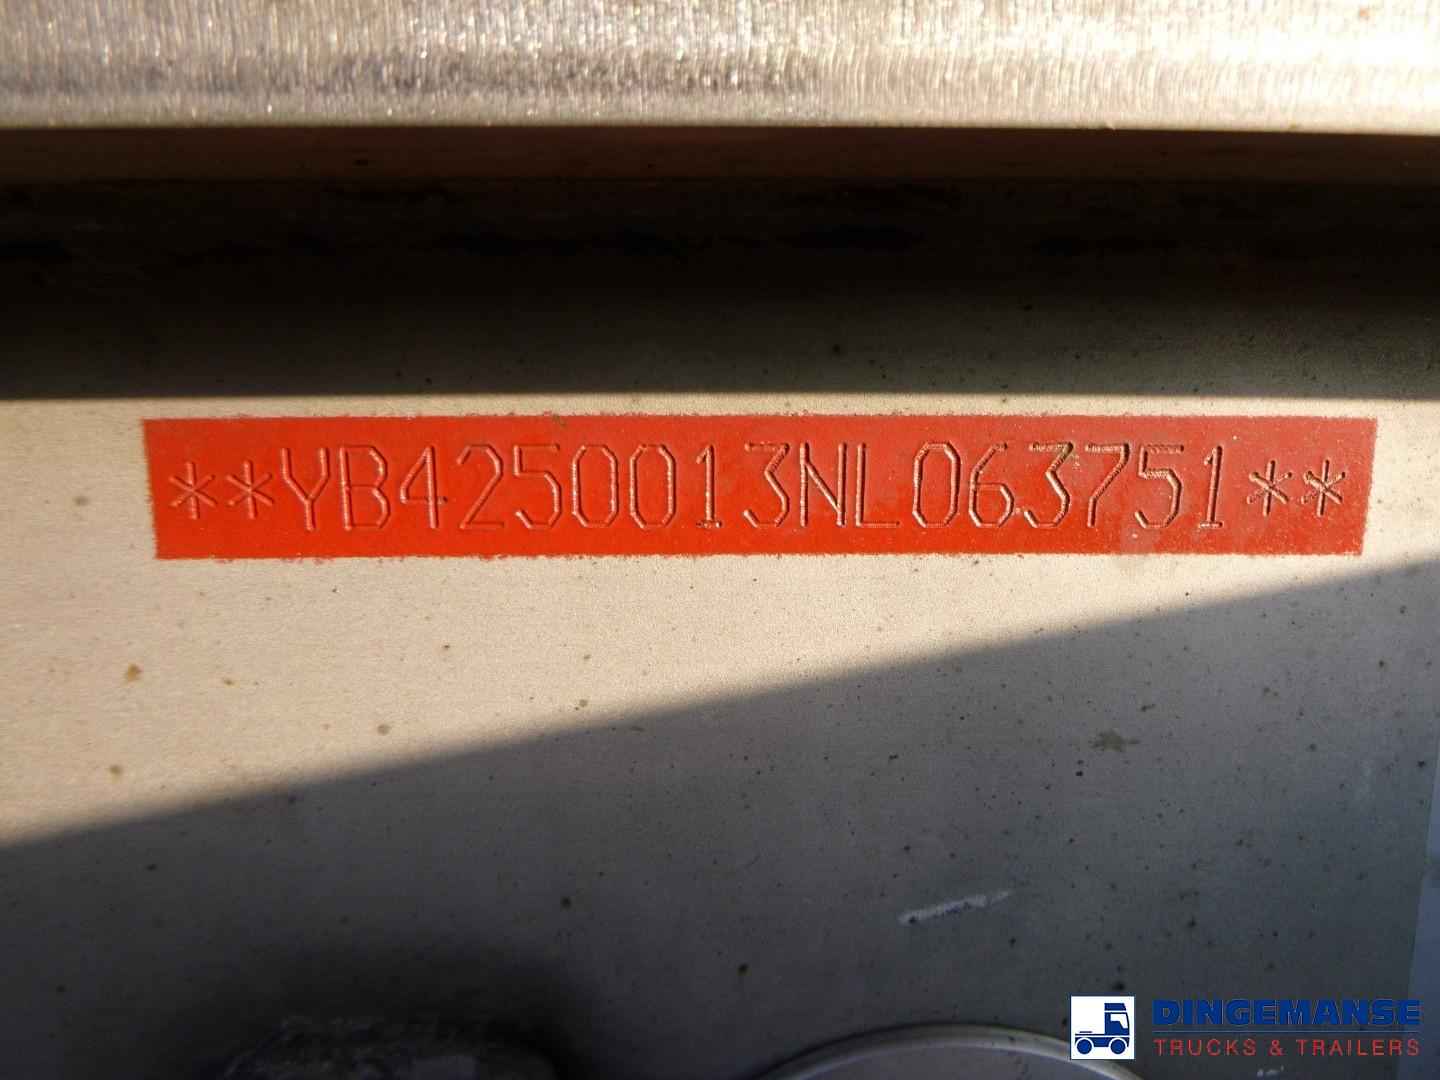 **YB4250013NL063751**
DINGEMANSE
TRUCKS & TRAILERS